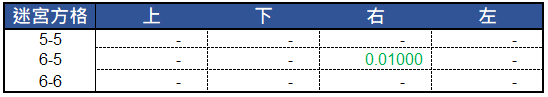 迷宮方格 上 下 右 左
5-5 - - - -
6-5 - - 0.01000 -
6-6 - - - -